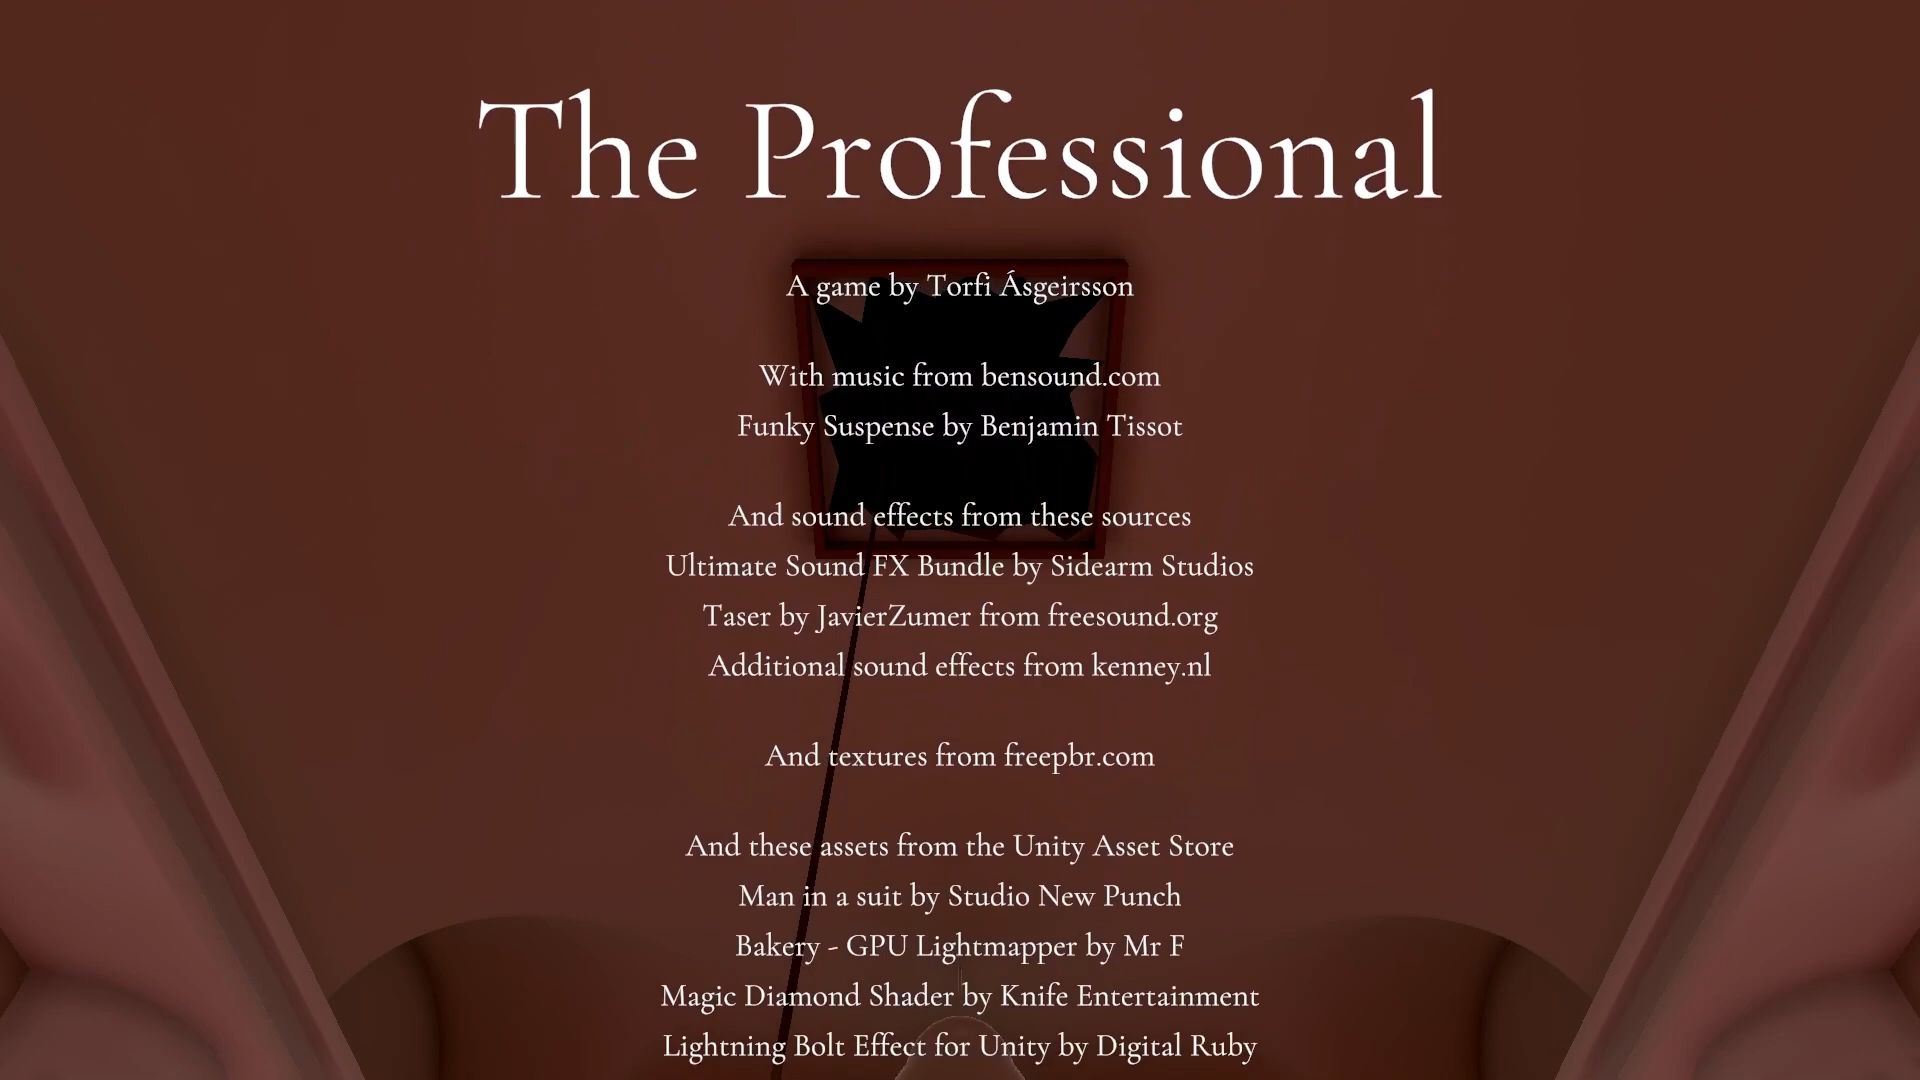 The Professional
A game by Torfi Ásgeirsson
With music from bensound.com
Funky Suspense by Benjamin Tissot
And sound effects from these sources
Ultimate Sound FX Bundle by Sidearm Studios
Taser by JavierZumer from freesound.org
Additional sound effects from kenney.nl
And textures from freepbr.com
And these assets from the Unity Asset Store
Man in a suit by Studio New Punch
Bakery - GPU Lightmapper by Mr F
Magic Diamond Shader by Knife Entertainment
Lightning Bolt Effect for Unity by Digital Ruby